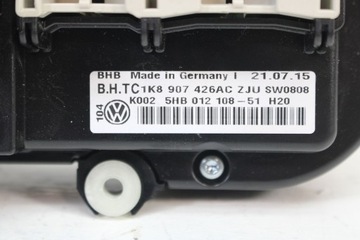 BHB Made in Germany I 21.07.15
B.H.TC 1K8 907 426AC ZJU SW0808
104
K002 5HB 012 108-51 H20